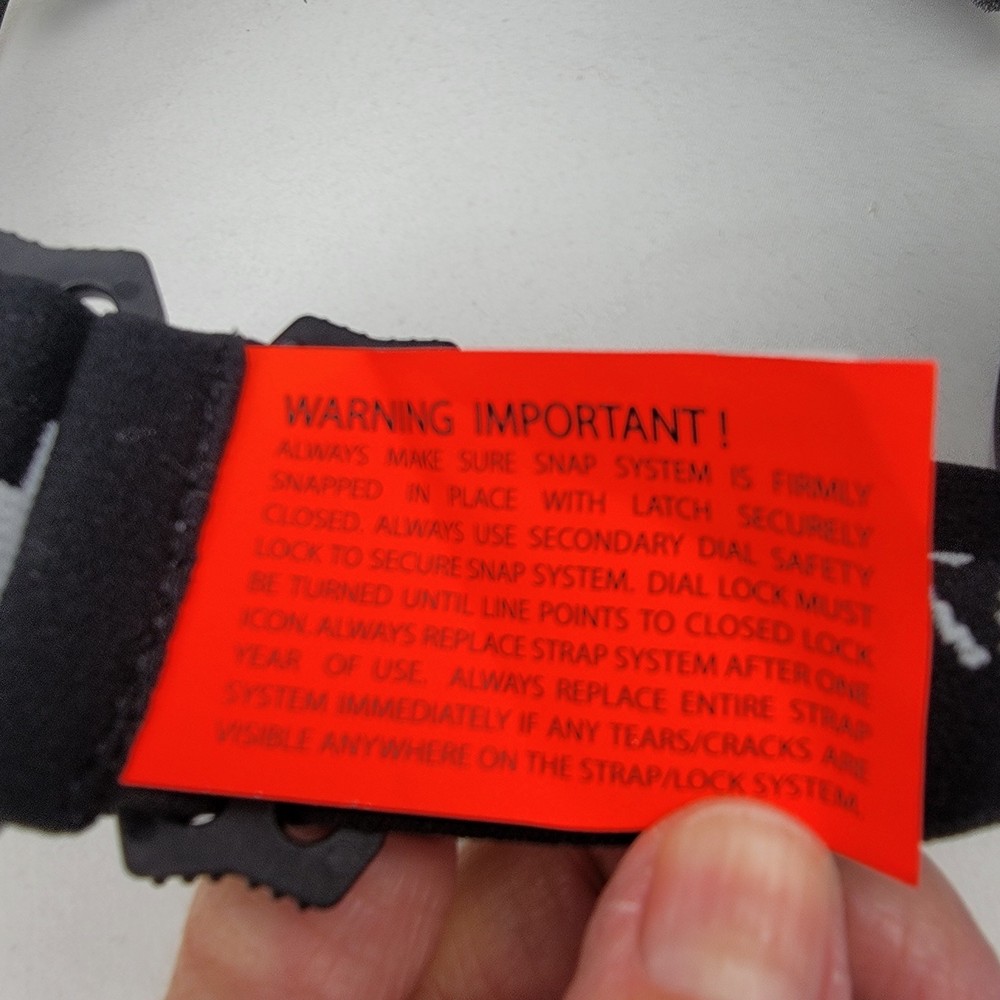 WARNING IMPORTANT!
ALWAYS MAKE SURE SNAP SYSTEM IS FIRMLY
SNAPPED IN PLACE WITH LATCH SECURELY
CLOSED. ALWAYS USE SECONDARY DIAL SAFETY
LOCK TO SECURE SNAP SYSTEM. DIAL LOCK MUST
BE TURNED UNTIL LINE POINTS TO CLOSED LOCK
ICON. ALWAYS REPLACE STRAP SYSTEM AFTER ONE
YEAR OF USE. ALWAYS REPLACE ENTIRE STRAP
SYSTEM IMMEDIATELY IF ANY TEARS/CRACKS ARE
VISIBLE ANYWHERE ON THE STRAP/LOCK SYSTEM.